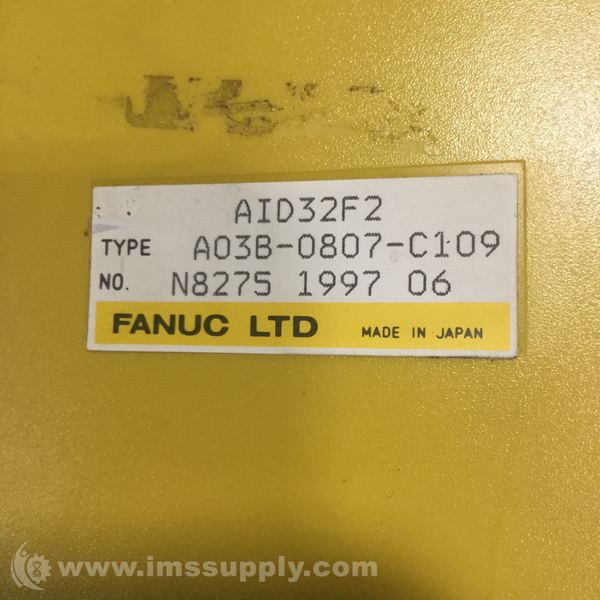 AID32F2
TYPE A03B-0807-C109
NO. N8275 1997 06
FANUC LTD MADE IN JAPAN
www.imssupply.com